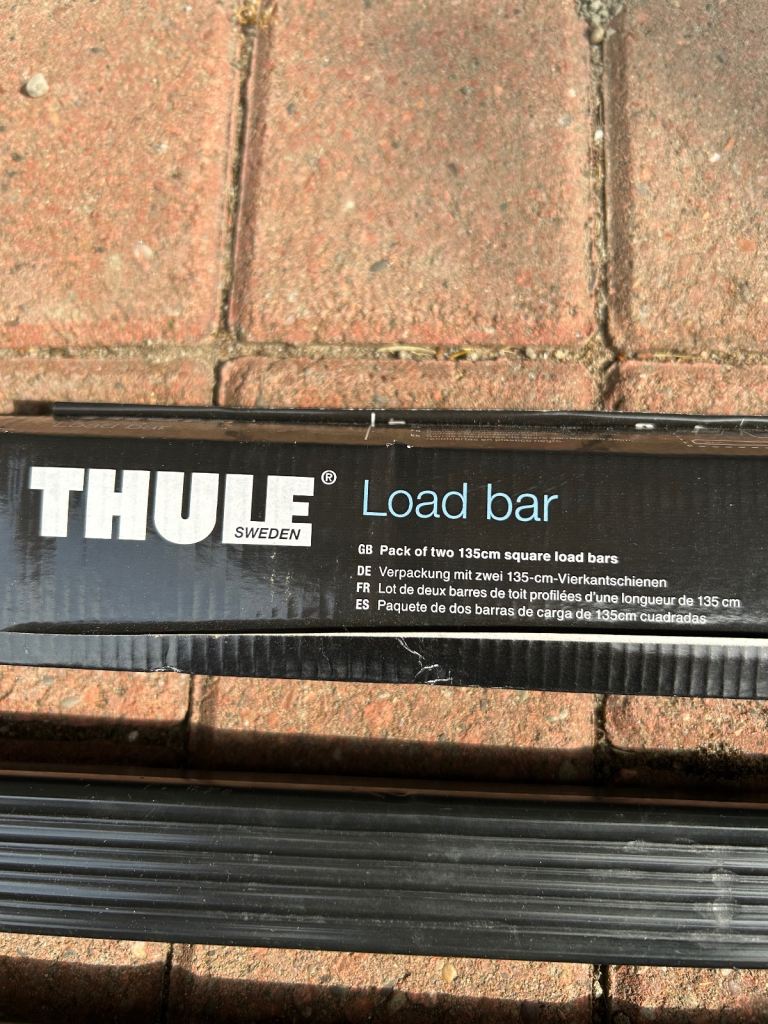 THULE®
SWEDEN
Load bar
GB Pack of two 135cm square load bars
DE Verpackung mit zwei 135-cm-Vierkantschienen
FR Lot de deux barres de toit profilées d'une longueur de 135 cm
ES Paquete de dos barras de carga de 135cm cuadradas